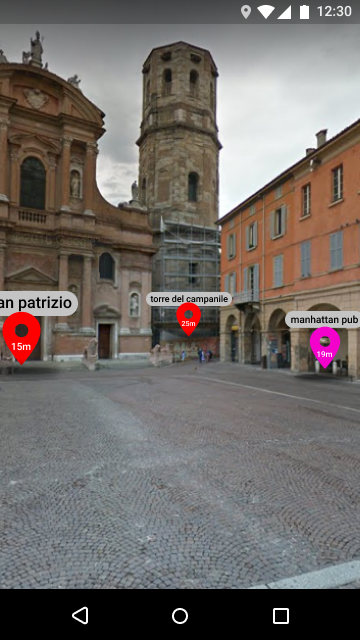 12:30
an patrizio
15m
torre del campanile
25m
manhattan pub
19m